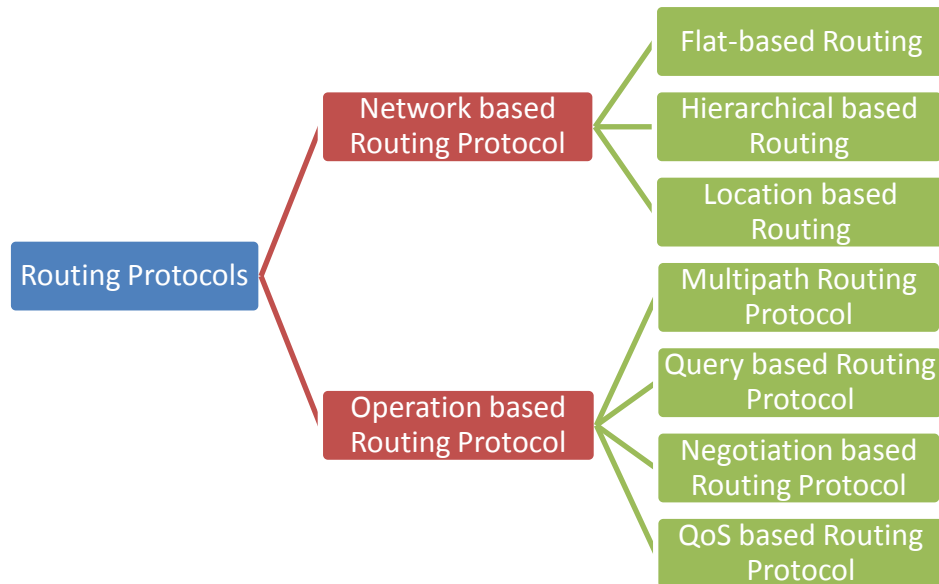 Routing Protocols
Network based
Routing Protocol
Flat-based Routing
Hierarchical based
Routing
Location based
Routing
Operation based
Routing Protocol
Multipath Routing
Protocol
Query based Routing
Protocol
Negotiation based
Routing Protocol
QoS based Routing
Protocol